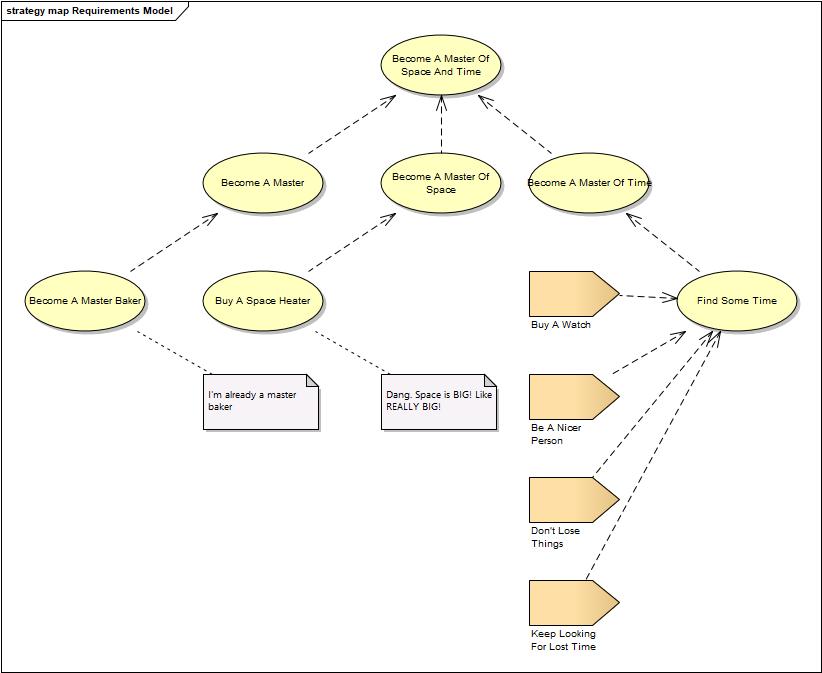 strategy map Requirements Model
Become A Master Of
Space And Time
Become A Master
Become A Master Of
Space
Become A Master Of Time
Become A Master Baker
Buy A Space Heater
Buy A Watch
Find Some Time
I'm already a master
baker
Dang. Space is BIG! Like
REALLY BIG!
Be A Nicer
Person
Don't Lose
Things
Keep Looking
For Lost Time